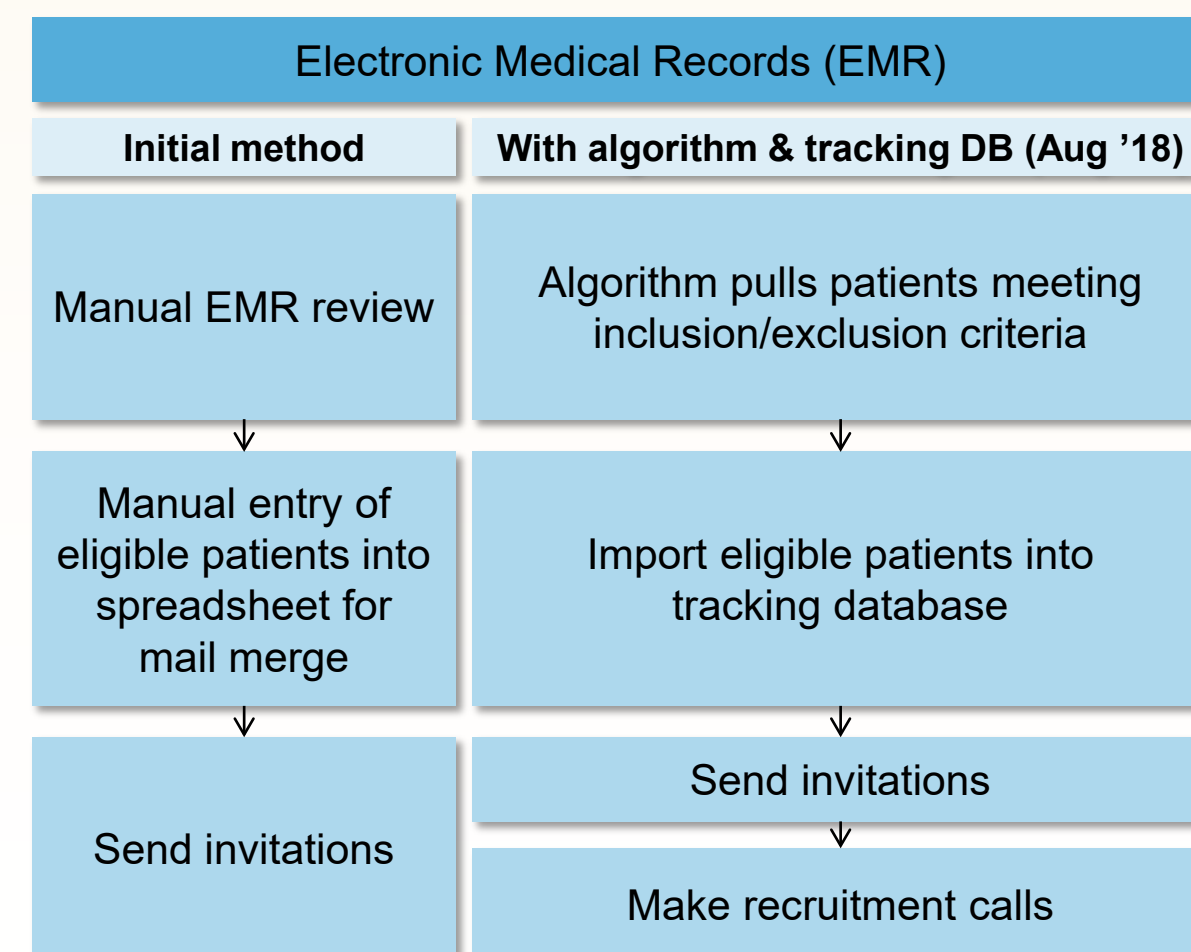 Electronic Medical Records (EMR)
Initial method
With algorithm & tracking DB (Aug ’18)
Manual EMR review
Algorithm pulls patients meeting
inclusion/exclusion criteria
Manual entry of
eligible patients into
spreadsheet for
mail merge
Import eligible patients into
tracking database
Send invitations
Send invitations
Make recruitment calls